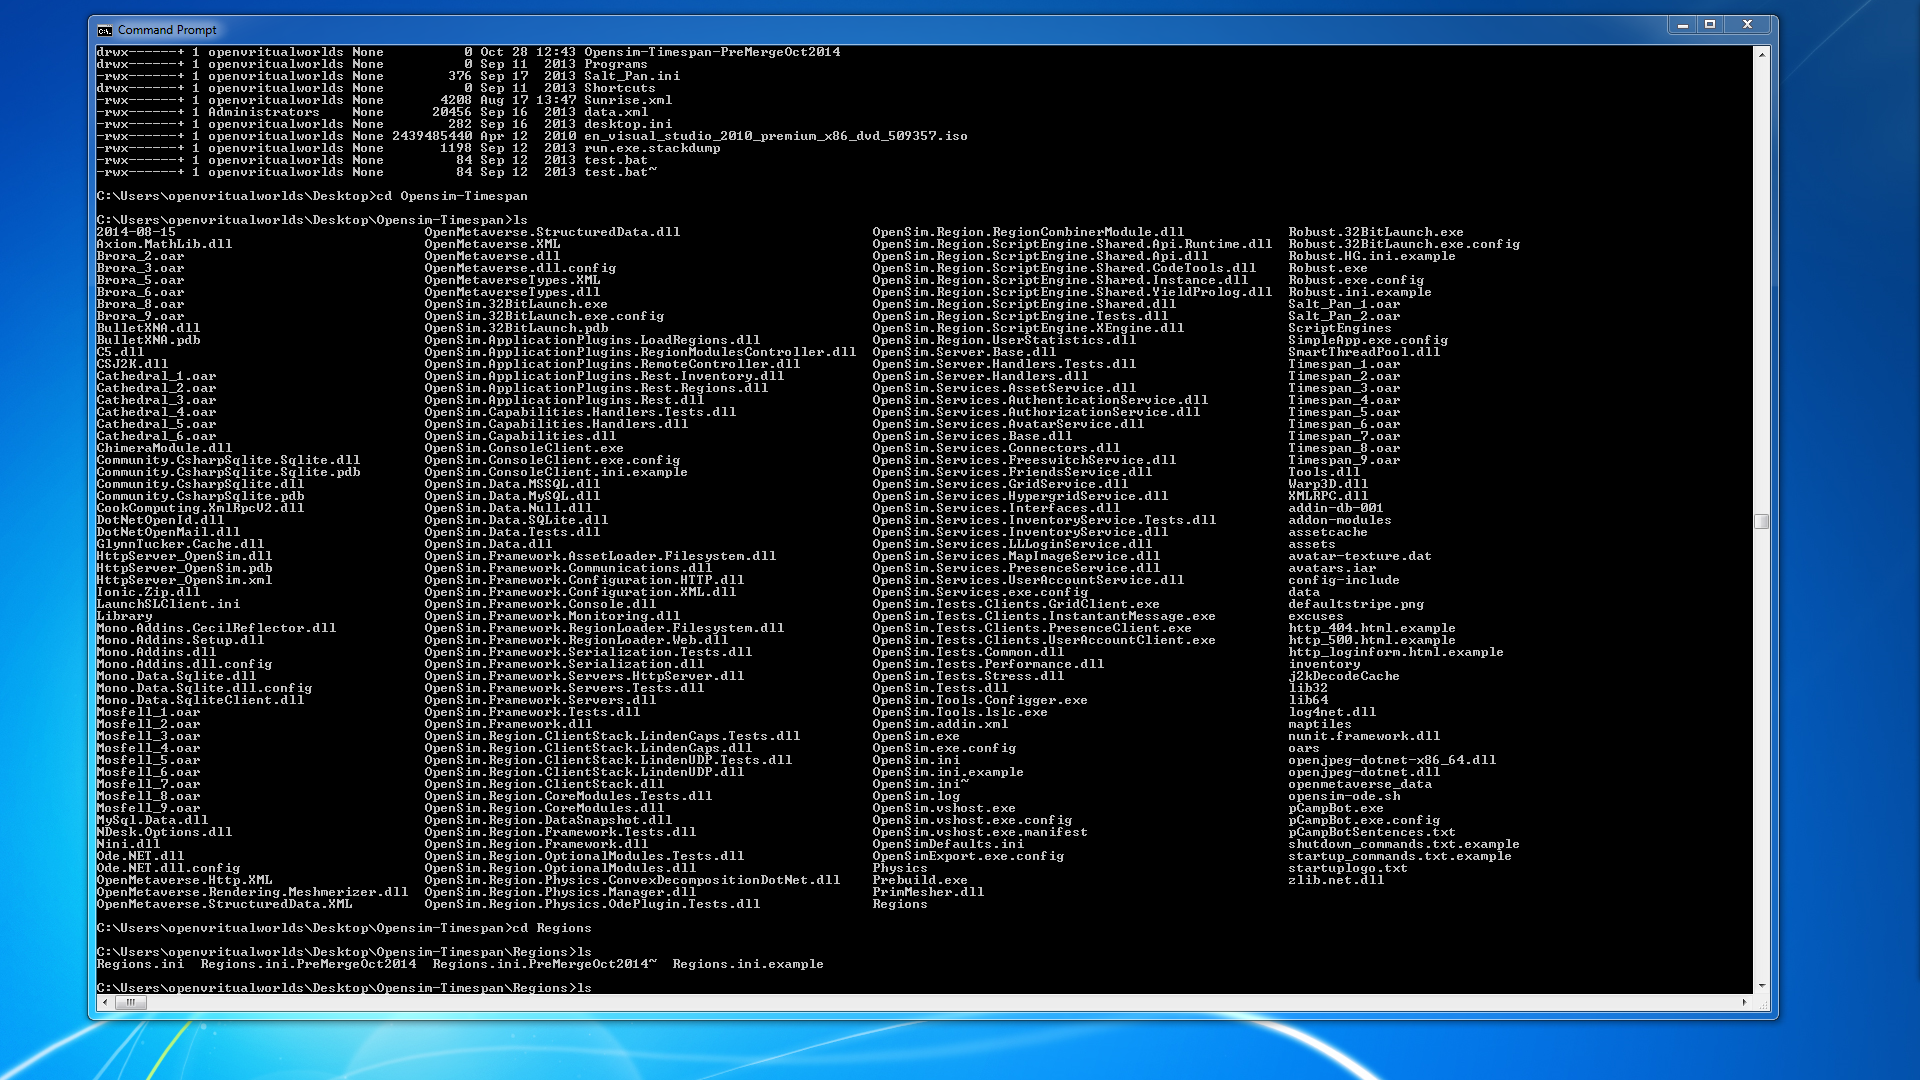 Command Prompt
drwx------+ 1 openvritualworlds None          0 Oct 28 12:43 Opensim-Timespan-PreMergeOct2014
drwx------+ 1 openvritualworlds None          0 Sep 11  2013 Programs
-rwx------+ 1 openvritualworlds None        376 Sep 17  2013 Salt_Pan.ini
drwx------+ 1 openvritualworlds None          0 Sep 11  2013 Shortcuts
-rwx------+ 1 openvritualworlds None       4208 Aug 17 13:47 Sunrise.xml
-rwx------+ 1 Administrators    None      20456 Sep 16  2013 data.xml
-rwx------+ 1 openvritualworlds None        282 Sep 16  2013 desktop.ini
-rwx------+ 1 openvritualworlds None 2439485440 Apr 12  2010 en_visual_studio_2010_premium_x86_dvd_509357.iso
-rwx------+ 1 openvritualworlds None       1198 Sep 12  2013 run.exe.stackdump
-rwx------+ 1 openvritualworlds None         84 Sep 12  2013 test.bat
-rwx------+ 1 openvritualworlds None         84 Sep 12  2013 test.bat~
C:\Users\openvritualworlds\Desktop>cd Opensim-Timespan
C:\Users\openvritualworlds\Desktop\Opensim-Timespan>ls
2014-08-15 OpenMetaverse.StructuredData.dll OpenSim.Region.RegionCombinerModule.dll Robust.32BitLaunch.exe
Axiom.MathLib.dll OpenMetaverse.XML OpenSim.Region.ScriptEngine.Shared.Api.Runtime.dll Robust.32BitLaunch.exe.config
Brora_2.oar OpenMetaverse.dll OpenSim.Region.ScriptEngine.Shared.Api.dll Robust.HG.ini.example
Brora_3.oar OpenMetaverse.dll.config OpenSim.Region.ScriptEngine.Shared.CodeTools.dll Robust.exe
Brora_5.oar OpenMetaverseTypes.XML OpenSim.Region.ScriptEngine.Shared.Instance.dll Robust.exe.config
Brora_6.oar OpenMetaverseTypes.dll OpenSim.Region.ScriptEngine.Shared.YieldProlog.dll Robust.ini.example
Brora_8.oar OpenSim.32BitLaunch.exe OpenSim.Region.ScriptEngine.Shared.dll Salt_Pan_1.oar
Brora_9.oar OpenSim.32BitLaunch.exe.config OpenSim.Region.ScriptEngine.Tests.dll Salt_Pan_2.oar
BulletXNA.dll OpenSim.32BitLaunch.pdb OpenSim.Region.ScriptEngine.XEngine.dll ScriptEngines
BulletXNA.pdb OpenSim.ApplicationPlugins.LoadRegions.dll OpenSim.Region.UserStatistics.dll SimpleApp.exe.config
C5.dll OpenSim.ApplicationPlugins.RegionModulesController.dll OpenSim.Server.Base.dll SmartThreadPool.dll
CSJ2K.dll OpenSim.ApplicationPlugins.RemoteController.dll OpenSim.Server.Handlers.Tests.dll Timespan_1.oar
Cathedral_1.oar OpenSim.ApplicationPlugins.Rest.Inventory.dll OpenSim.Server.Handlers.dll Timespan_2.oar
Cathedral_2.oar OpenSim.ApplicationPlugins.Rest.Regions.dll OpenSim.Services.AssetService.dll Timespan_3.oar
Cathedral_3.oar OpenSim.ApplicationPlugins.Rest.dll OpenSim.Services.AuthenticationService.dll Timespan_4.oar
Cathedral_4.oar OpenSim.Capabilities.Handlers.Tests.dll OpenSim.Services.AuthorizationService.dll Timespan_5.oar
Cathedral_5.oar OpenSim.Capabilities.Handlers.dll OpenSim.Services.AvatarService.dll Timespan_6.oar
Cathedral_6.oar OpenSim.Capabilities.dll OpenSim.Services.Base.dll Timespan_7.oar
ChimeraModule.dll OpenSim.ConsoleClient.exe OpenSim.Services.Connectors.dll Timespan_8.oar
Community.CsharpSqlite.Sqlite.dll OpenSim.ConsoleClient.exe.config OpenSim.Services.FreeswitchService.dll Timespan_9.oar
Community.CsharpSqlite.Sqlite.pdb OpenSim.ConsoleClient.ini.example OpenSim.Services.FriendsService.dll Tools.dll
Community.CsharpSqlite.dll OpenSim.Data.MSSQL.dll OpenSim.Services.GridService.dll Warp3D.dll
Community.CsharpSqlite.pdb OpenSim.Data.MySQL.dll OpenSim.Services.HypergridService.dll XMLRPC.dll
CookComputing.XmlRpcV2.dll OpenSim.Data.Null.dll OpenSim.Services.Interfaces.dll addin-db-001
DotNetOpenId.dll OpenSim.Data.SQLite.dll OpenSim.Services.InventoryService.Tests.dll addon-modules
DotNetOpenMail.dll OpenSim.Data.Tests.dll OpenSim.Services.InventoryService.dll assetcache
GlynnTucker.Cache.dll OpenSim.Data.dll OpenSim.Services.LLLoginService.dll assets
HttpServer_OpenSim.dll OpenSim.Framework.AssetLoader.Filesystem.dll OpenSim.Services.MapImageService.dll avatar-texture.dat
HttpServer_OpenSim.pdb OpenSim.Framework.Communications.dll OpenSim.Services.PresenceService.dll avatars.iar
HttpServer_OpenSim.xml OpenSim.Framework.Configuration.HTTP.dll OpenSim.Services.UserAccountService.dll config-include
Ionic.Zip.dll OpenSim.Framework.Configuration.XML.dll OpenSim.Services.exe.config data
LaunchSLClient.ini OpenSim.Framework.Console.dll OpenSim.Tests.Clients.GridClient.exe defaultstripe.png
Library OpenSim.Framework.Monitoring.dll OpenSim.Tests.Clients.InstantMessage.exe excuses
Mono.Addins.CecilReflector.dll OpenSim.Framework.RegionLoader.Filesystem.dll OpenSim.Tests.Clients.PresenceClient.exe http_404.html.example
Mono.Addins.Setup.dll OpenSim.Framework.RegionLoader.Web.dll OpenSim.Tests.Clients.UserAccountClient.exe http_500.html.example
Mono.Addins.dll OpenSim.Framework.Serialization.Tests.dll OpenSim.Tests.Common.dll http_loginform.html.example
Mono.Addins.dll.config OpenSim.Framework.Serialization.dll OpenSim.Tests.Performance.dll inventory
Mono.Data.Sqlite.dll OpenSim.Framework.Servers.HttpServer.dll OpenSim.Tests.Stress.dll j2kDecodeCache
Mono.Data.Sqlite.dll.config OpenSim.Framework.Servers.Tests.dll OpenSim.Tests.dll lib32
Mono.Data.SqliteClient.dll OpenSim.Framework.Servers.dll OpenSim.Tools.Configger.exe lib64
Mosfell_1.oar OpenSim.Framework.Tests.dll OpenSim.Tools.lslc.exe log4net.dll
Mosfell_2.oar OpenSim.Framework.dll OpenSim.addin.xml maptiles
Mosfell_3.oar OpenSim.Region.ClientStack.LindenCaps.Tests.dll OpenSim.exe nunit.framework.dll
Mosfell_4.oar OpenSim.Region.ClientStack.LindenCaps.dll OpenSim.exe.config oars
Mosfell_5.oar OpenSim.Region.ClientStack.LindenUDP.Tests.dll OpenSim.ini openjpeg-dotnet-x86_64.dll
Mosfell_6.oar OpenSim.Region.ClientStack.LindenUDP.dll OpenSim.ini.example openjpeg-dotnet.dll
Mosfell_7.oar OpenSim.Region.ClientStack.dll OpenSim.ini~ openmetaverse_data
Mosfell_8.oar OpenSim.Region.CoreModules.Tests.dll OpenSim.log opensim-ode.sh
Mosfell_9.oar OpenSim.Region.CoreModules.dll OpenSim.vshost.exe pCampBot.exe
MySql.Data.dll OpenSim.Region.DataSnapshot.dll OpenSim.vshost.exe.config pCampBot.exe.config
NDesk.Options.dll OpenSim.Region.Framework.Tests.dll OpenSim.vshost.exe.manifest pCampBotSentences.txt
Nini.dll OpenSim.Region.Framework.dll OpenSimDefaults.ini shutdown_commands.txt.example
Ode.NET.dll OpenSim.Region.OptionalModules.Tests.dll OpenSimExport.exe.config startup_commands.txt.example
Ode.NET.dll.config OpenSim.Region.OptionalModules.dll Physics startuplogo.txt
OpenMetaverse.Http.XML OpenSim.Region.Physics.ConvexDecompositionDotNet.dll Prebuild.exe zlib.net.dll
OpenMetaverse.Rendering.Meshmerizer.dll OpenSim.Region.Physics.Manager.dll PrimMesher.dll
OpenMetaverse.StructuredData.XML OpenSim.Region.Physics.OdePlugin.Tests.dll Regions
C:\Users\openvritualworlds\Desktop\Opensim-Timespan>cd Regions
C:\Users\openvritualworlds\Desktop\Opensim-Timespan\Regions>ls
Regions.ini  Regions.ini.PreMergeOct2014  Regions.ini.PreMergeOct2014~  Regions.ini.example
C:\Users\openvritualworlds\Desktop\Opensim-Timespan\Regions>ls